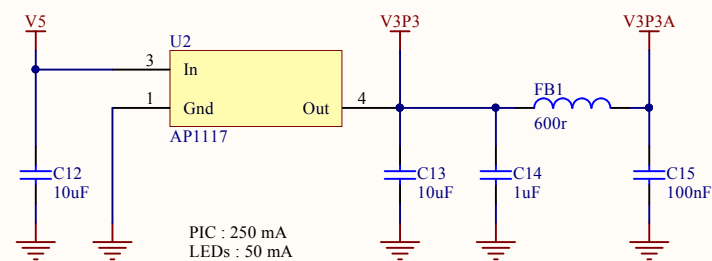 V5
V3P3
V3P3A
U2
3
In
1
Gnd
Out
4
AP1117
FB1
600r
C12
10uF
C13
10uF
C14
1uF
C15
100nF
PIC : 250 mA
LEDs : 50 mA